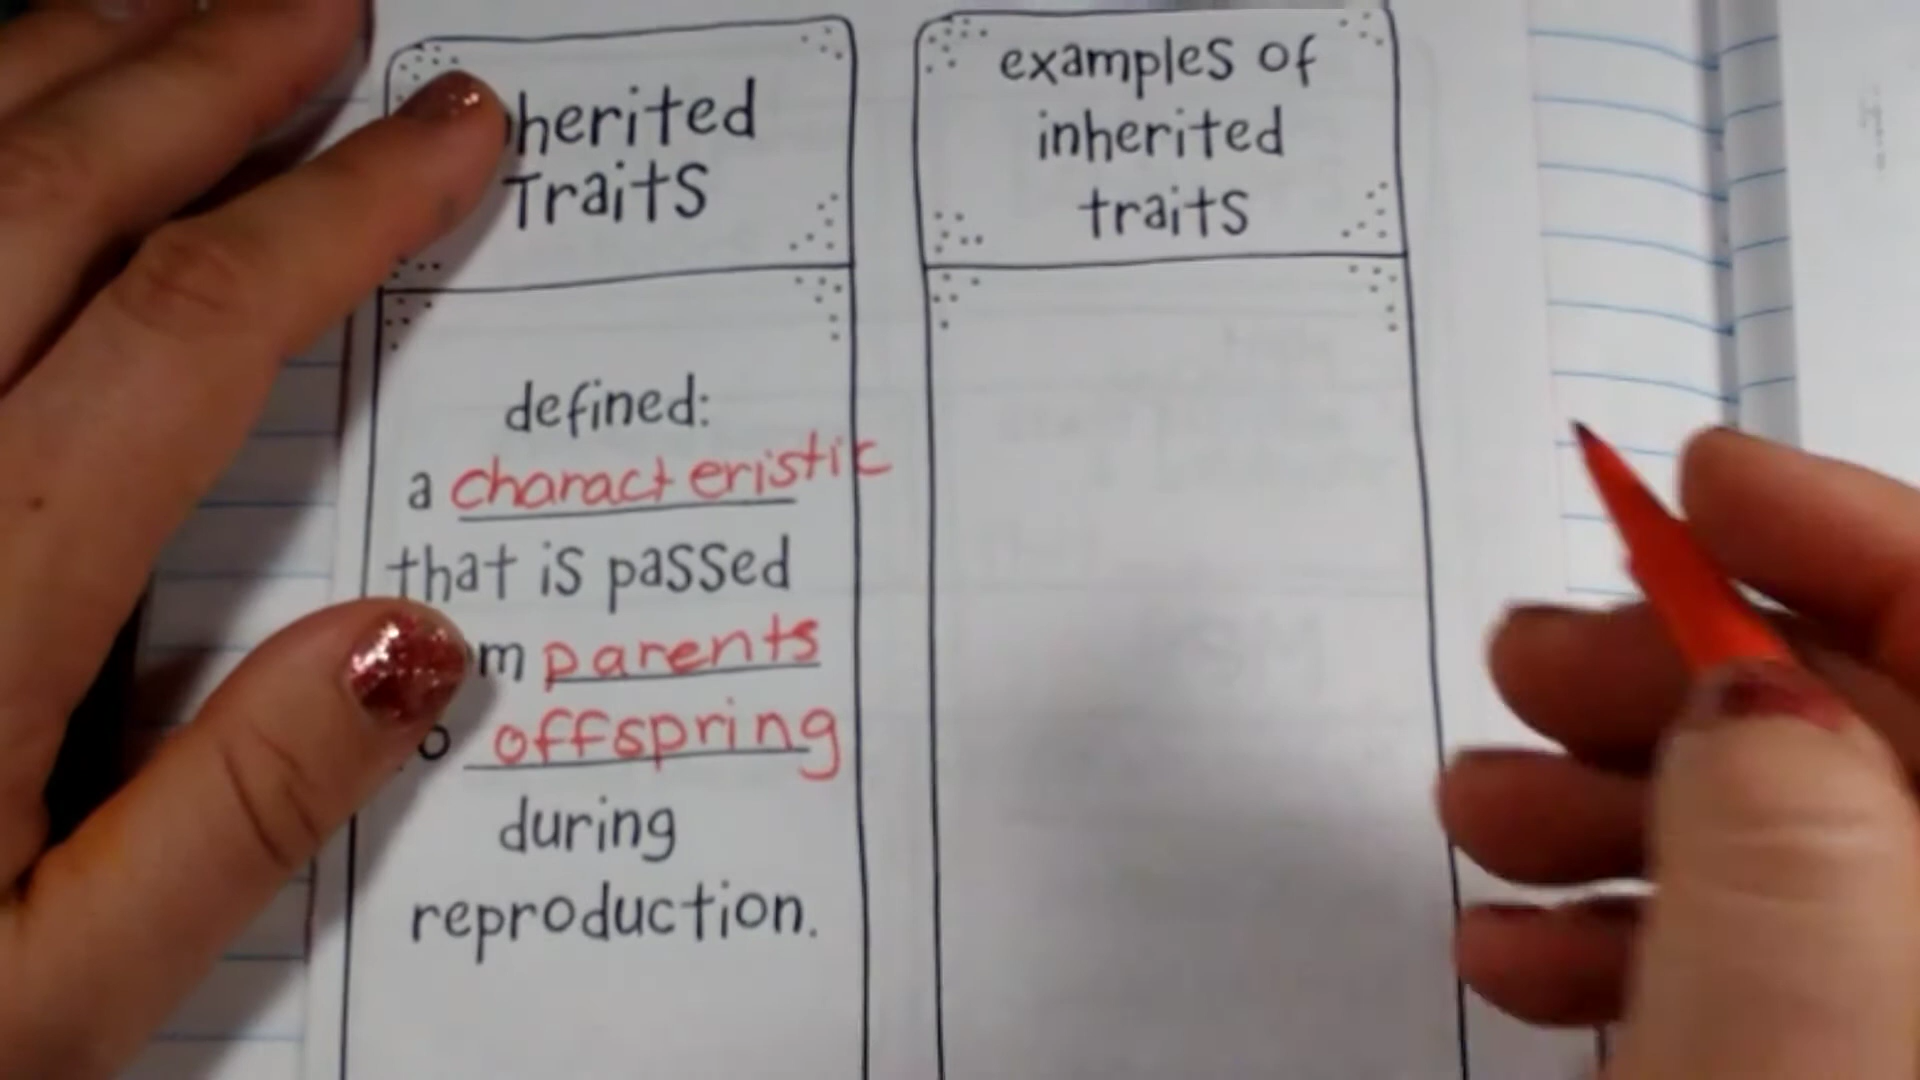 herited
Traits
defined:
a characteristic
that is passed
m parents
o offspring
during
reproduction.
examples of
inherited
traits